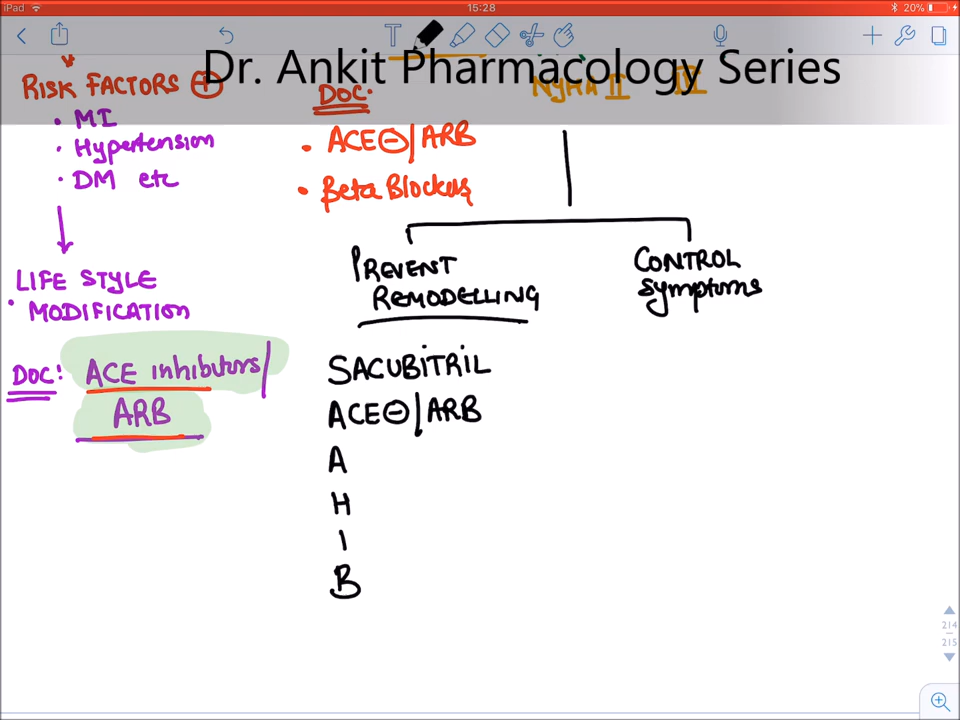 iPad
15:28
20%
Dr. Ankit Pharmacology Series
RISK FACTORS +
• MI
• Hypertension
• DM etc
LIFE STYLE
MODIFICATION
DOC: ACE inhibitors/
ARB
DOC:
• ACE⊖/ARB
• Beta Blockers
NYHA II III
PREVENT
REMODELLING
SACUBITRIL
ACE⊖/ARB
A
H
I
B
CONTROL
Symptoms
214
215